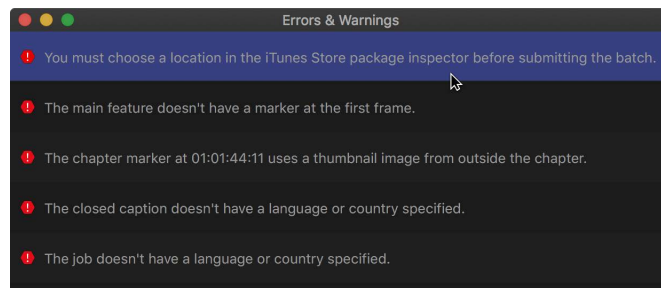 Errors & Warnings
You must choose a location in the iTunes Store package inspector before submitting the batch.
The main feature doesn't have a marker at the first frame.
The chapter marker at 01:01:44:11 uses a thumbnail image from outside the chapter.
The closed caption doesn't have a language or country specified.
The job doesn't have a language or country specified.